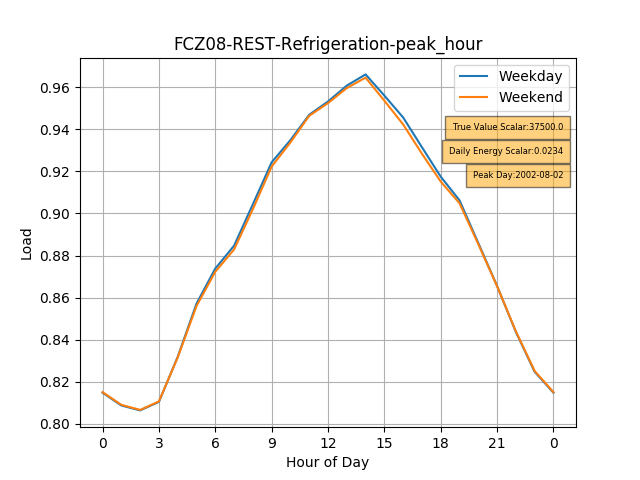 FCZ08-REST-Refrigeration-peak_hour
Weekday
Weekend
True Value Scalar:37500.0
Daily Energy Scalar:0.0234
Peak Day:2002-08-02
Load
0.96
0.94
0.92
0.90
0.88
0.86
0.84
0.82
0.80
0 3 6 9 12 15 18 21 0
Hour of Day